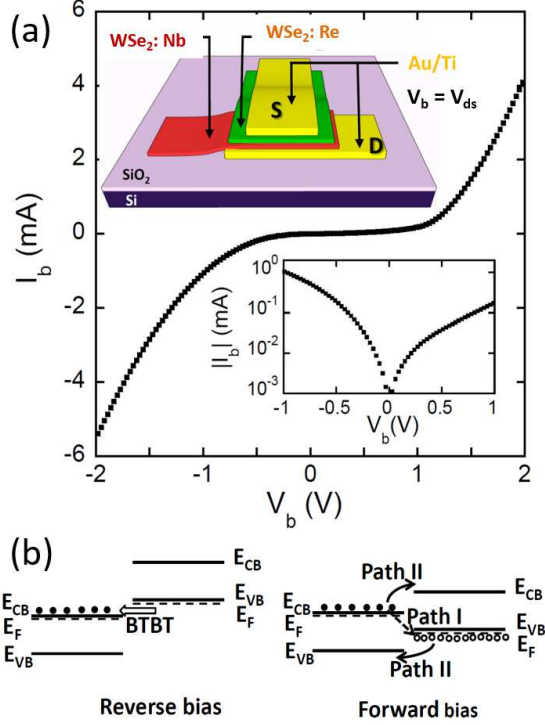 (a)
WSe₂: Nb
WSe₂: Re
Au/Ti
V_b = V_ds
S
D
SiO₂
Si
I_b (mA)
6
4
2
0
-2
-4
6
-2
-1
0
1
2
V_b (V)
|I_b| (mA)
10⁰
10⁻¹
10⁻²
10⁻³
-1
-0.5
0
0.5
1
V_b(V)
(b)
E_CB
E_VB
E_CB
E_F
BTBT
E_F
E_VB
Reverse bias
Path II
E_CB
E_CB
Path I
E_VB
E_F
E_F
E_VB
Path II
Forward bias